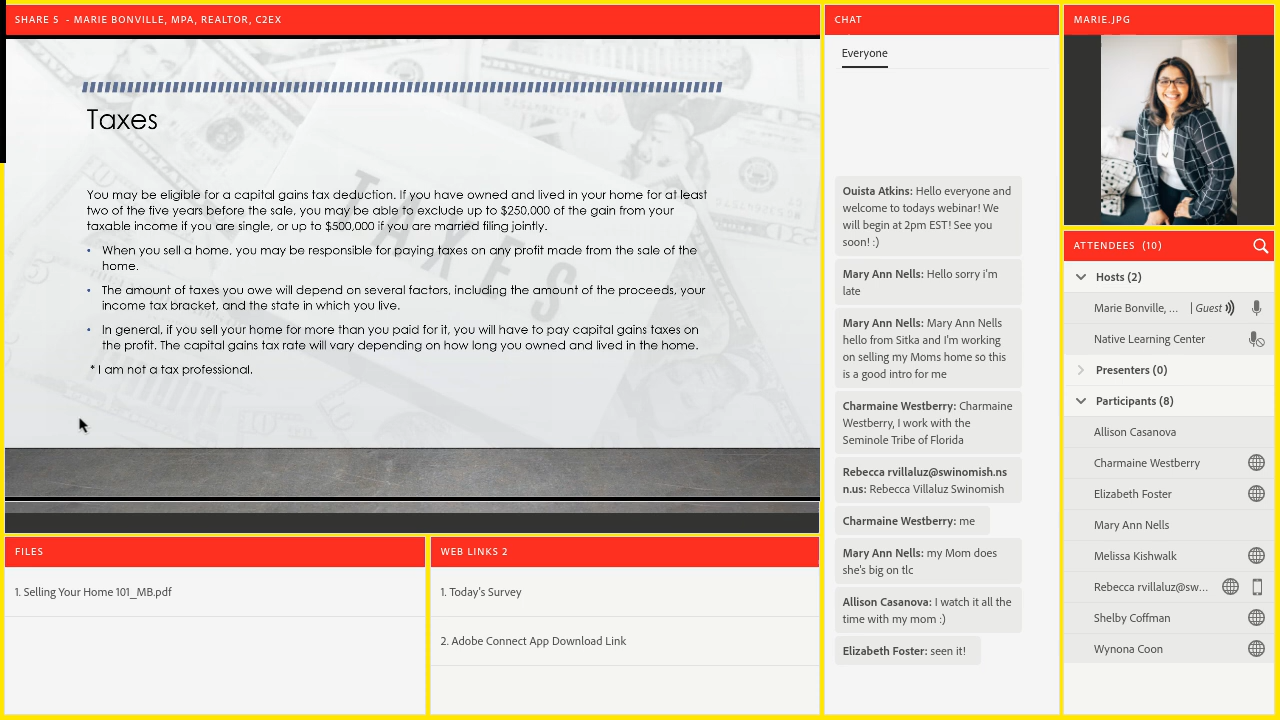 SHARE 5 - MARIE BONVILLE, MPA, REALTOR, C2EX
Taxes
TAXES
You may be eligible for a capital gains tax deduction. If you have owned and lived in your home for at least
two of the five years before the sale, you may be able to exclude up to $250,000 of the gain from your
taxable income if you are single, or up to $500,000 if you are married filing jointly.
• When you sell a home, you may be responsible for paying taxes on any profit made from the sale of the
home.
• The amount of taxes you owe will depend on several factors, including the amount of the proceeds, your
income tax bracket, and the state in which you live.
• In general, if you sell your home for more than you paid for it, you will have to pay capital gains taxes on
the profit. The capital gains tax rate will vary depending on how long you owned and lived in the home.
* I am not a tax professional.
FILES
1. Selling Your Home 101_MB.pdf
WEB LINKS 2
1. Today's Survey
2. Adobe Connect App Download Link
CHAT
Everyone
Ouista Atkins: Hello everyone and
welcome to todays webinar! We
will begin at 2pm EST! See you
soon! :)
Mary Ann Nells: Hello sorry i'm
late
Mary Ann Nells: Mary Ann Nells
hello from Sitka and I'm working
on selling my Moms home so this
is a good intro for me
Charmaine Westberry: Charmaine
Westberry, I work with the
Seminole Tribe of Florida
Rebecca rvillaluz@swinomish.ns
n.us: Rebecca Villaluz Swinomish
Charmaine Westberry: me
Mary Ann Nells: my Mom does
she's big on tlc
Allison Casanova: I watch it all the
time with my mom :)
Elizabeth Foster: seen it!
MARIE.JPG
ATTENDEES (10)
Hosts (2)
Marie Bonville, ... | Guest
Native Learning Center
Presenters (0)
Participants (8)
Allison Casanova
Charmaine Westberry
Elizabeth Foster
Mary Ann Nells
Melissa Kishwalk
Rebecca rvillaluz@sw...
Shelby Coffman
Wynona Coon